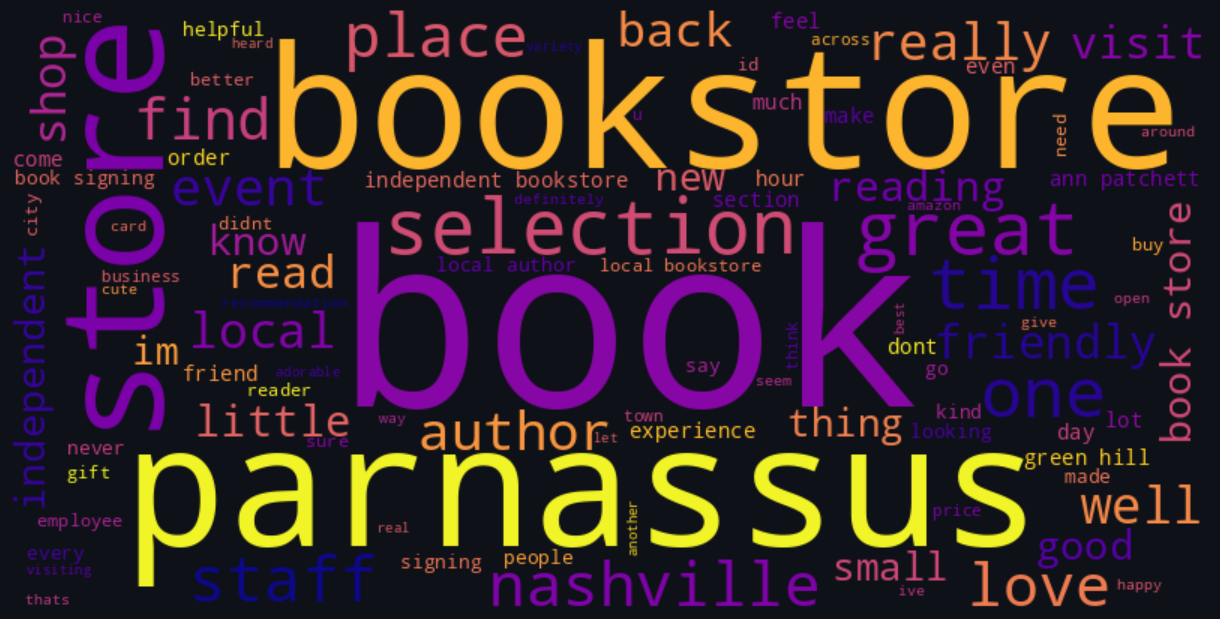 nice
helpful
heard
place
variety
back
feel
across
really
visit
shop
store
better
find
bookstore
id
even
much
u
make
need
around
come
order
book signing
event
independent bookstore
new
hour
reading
ann patchett
definitely
section
amazon
city
card
didnt
know
selection
great
buy
book store
business
cute
read
local author
local bookstore
book
time
open
recommendation
independent
local
im
best
think
give
dont
friendly
friend
adorable
say
seem
go
reader
one
little
way
author
let
town
experience
thing
kind
lot
looking
day
sure
never
gift
parnassus
green hill
made
well
employee
real
another
price
good
every
visiting
staff
signing
people
nashville
small
ive
love
happy
thats